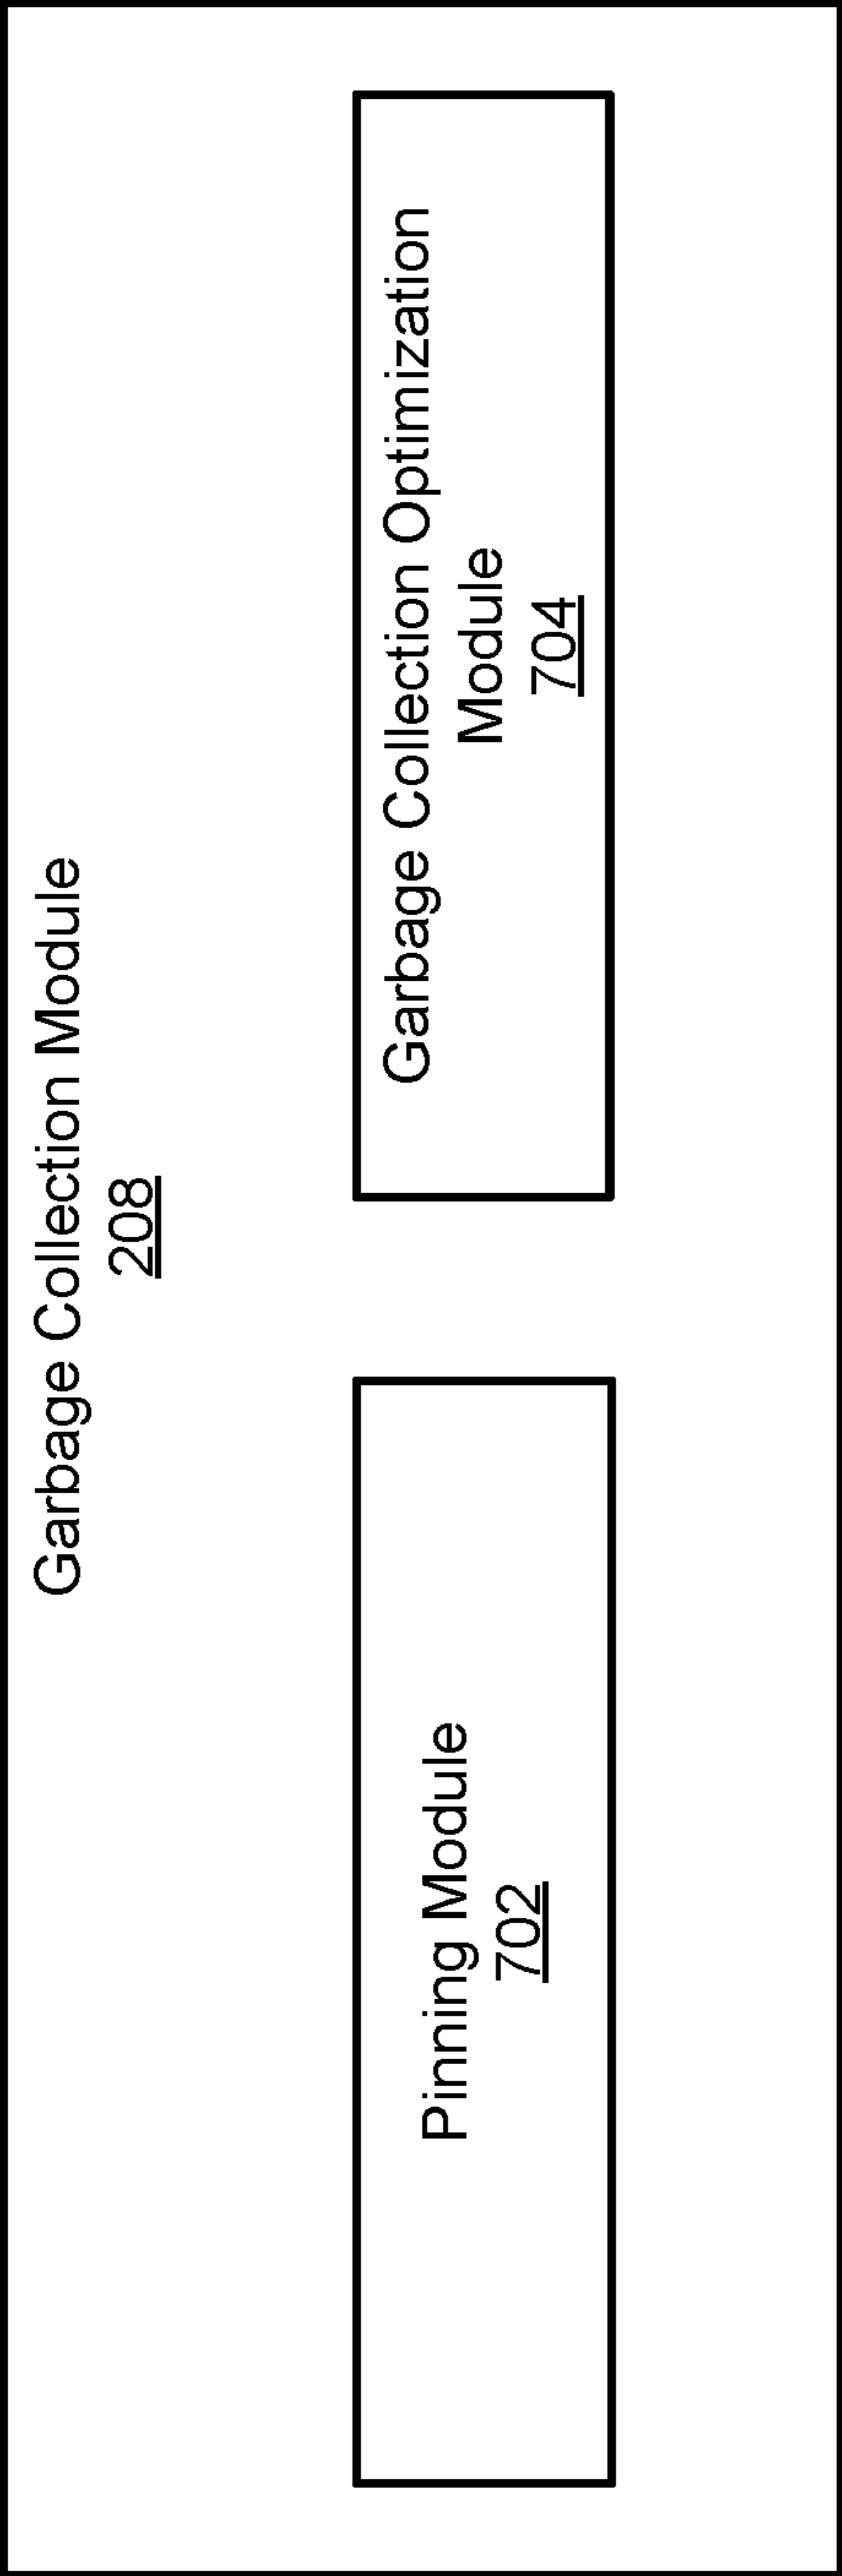 Garbage Collection Module
208
Pinning Module
702
Garbage Collection Optimization
Module
704